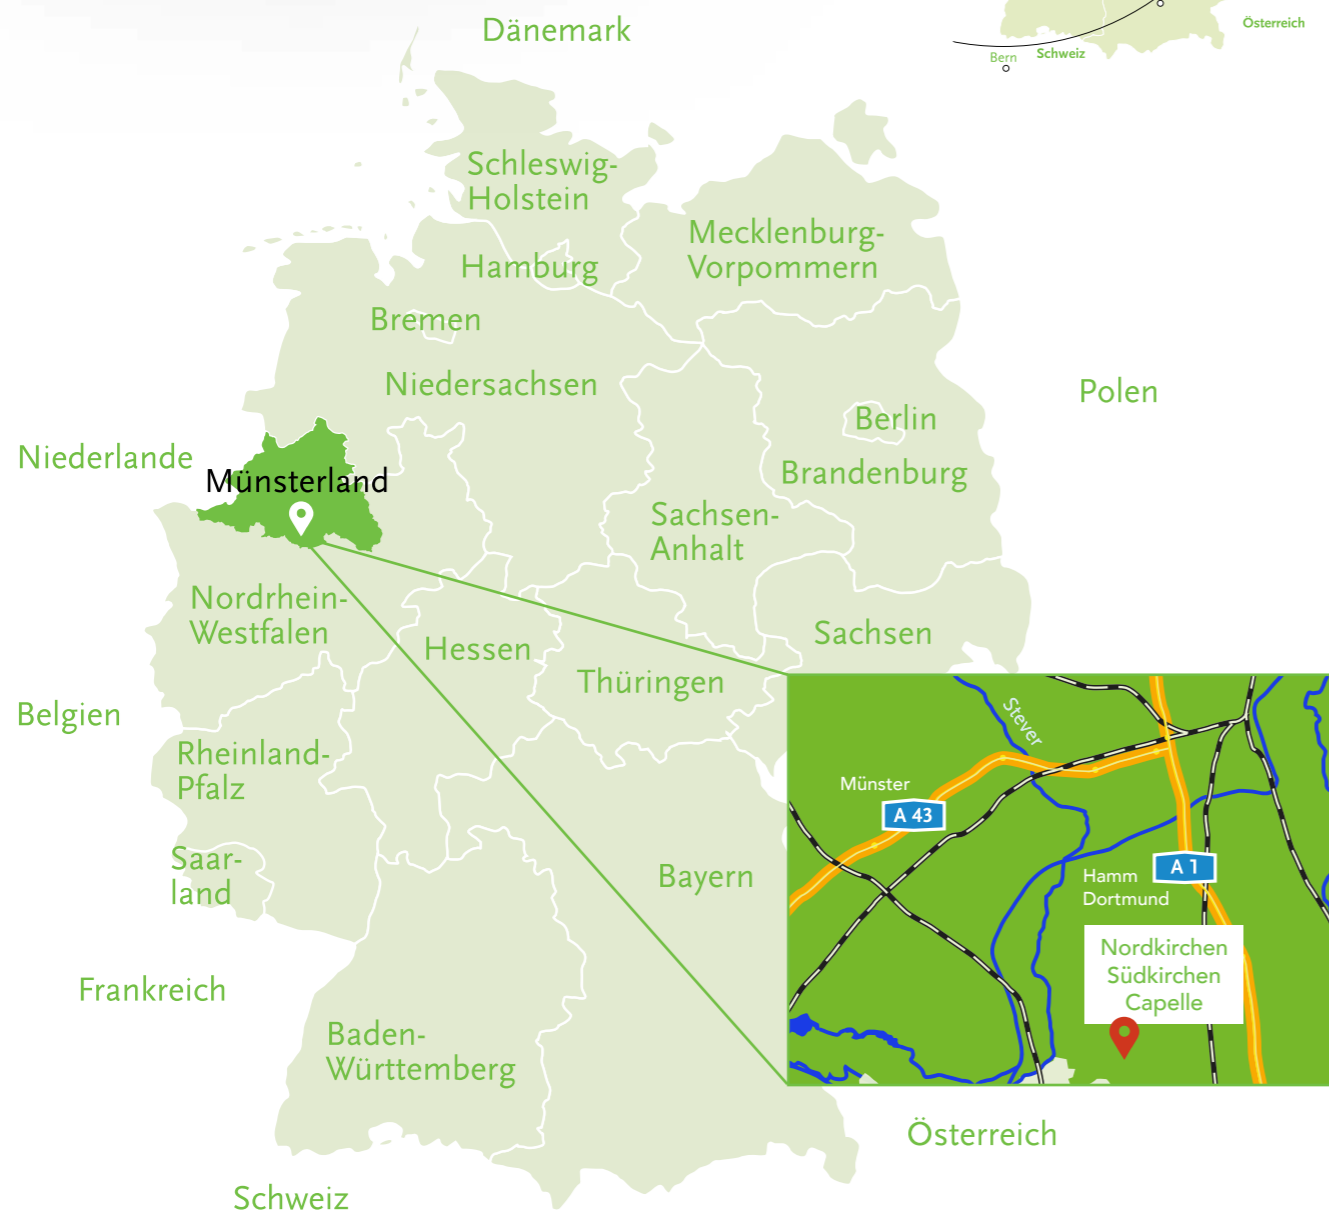 Dänemark
Österreich
Bern
Schweiz
Schleswig-
Holstein
Mecklenburg-
Vorpommern
Hamburg
Bremen
Niedersachsen
Polen
Berlin
Niederlande
Münsterland
Brandenburg
Sachsen-
Anhalt
Nordrhein-
Westfalen
Hessen
Sachsen
Thüringen
Belgien
Rheinland-
Pfalz
Saar-
land
Bayern
Stever
Münster
A 43
A 1
Hamm
Dortmund
Nordkirchen
Südkirchen
Capelle
Frankreich
Baden-
Württemberg
Österreich
Schweiz